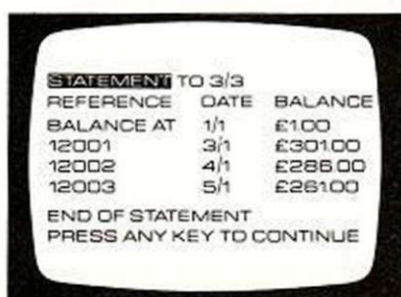 STATEMENT TO 3/3
REFERENCE DATE BALANCE
BALANCE AT 1/1 £1.00
12001 3/1 £301.00
12002 4/1 £286.00
12003 5/1 £261.00
END OF STATEMENT
PRESS ANY KEY TO CONTINUE